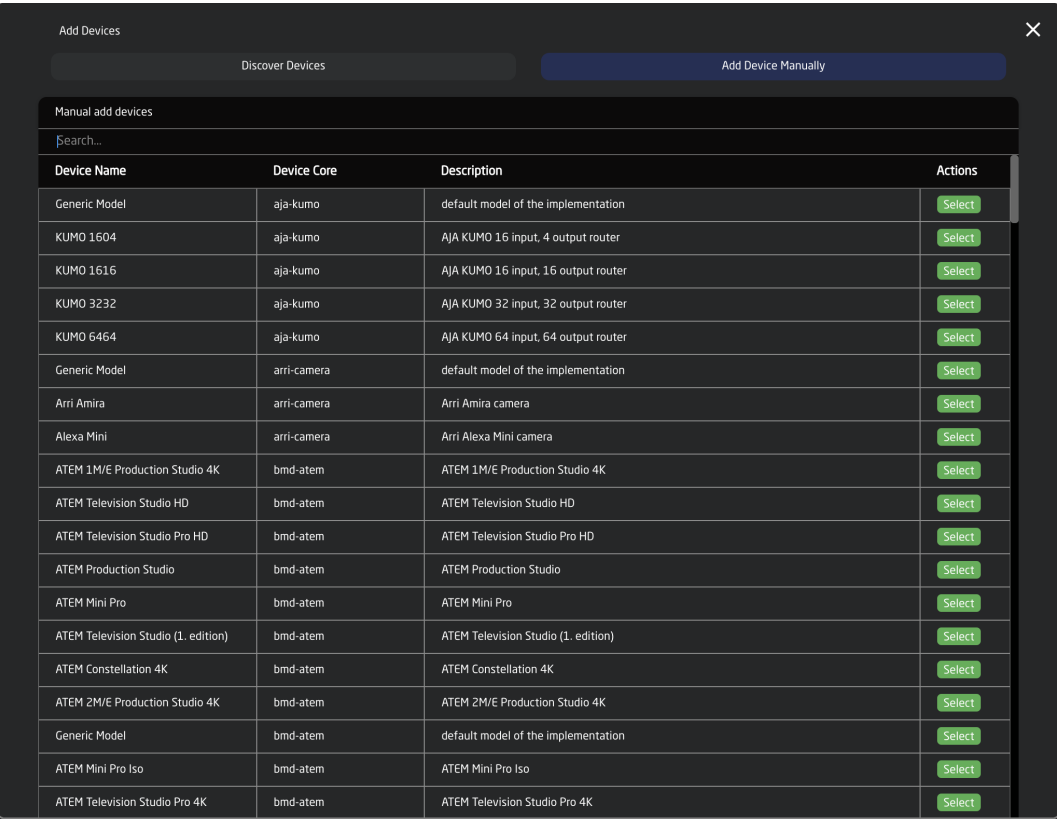 Add Devices
Discover Devices Add Device Manually
Manual add devices
Search...
Device Name Device Core Description Actions
Generic Model aja-kumo default model of the implementation Select
KUMO 1604 aja-kumo AJA KUMO 16 input, 4 output router Select
KUMO 1616 aja-kumo AJA KUMO 16 input, 16 output router Select
KUMO 3232 aja-kumo AJA KUMO 32 input, 32 output router Select
KUMO 6464 aja-kumo AJA KUMO 64 input, 64 output router Select
Generic Model arri-camera default model of the implementation Select
Arri Amira arri-camera Arri Amira camera Select
Alexa Mini arri-camera Arri Alexa Mini camera Select
ATEM 1M/E Production Studio 4K bmd-atem ATEM 1M/E Production Studio 4K Select
ATEM Television Studio HD bmd-atem ATEM Television Studio HD Select
ATEM Television Studio Pro HD bmd-atem ATEM Television Studio Pro HD Select
ATEM Production Studio bmd-atem ATEM Production Studio Select
ATEM Mini Pro bmd-atem ATEM Mini Pro Select
ATEM Television Studio (1. edition) bmd-atem ATEM Television Studio (1. edition) Select
ATEM Constellation 4K bmd-atem ATEM Constellation 4K Select
ATEM 2M/E Production Studio 4K bmd-atem ATEM 2M/E Production Studio 4K Select
Generic Model bmd-atem default model of the implementation Select
ATEM Mini Pro Iso bmd-atem ATEM Mini Pro Iso Select
ATEM Television Studio Pro 4K bmd-atem ATEM Television Studio Pro 4K Select